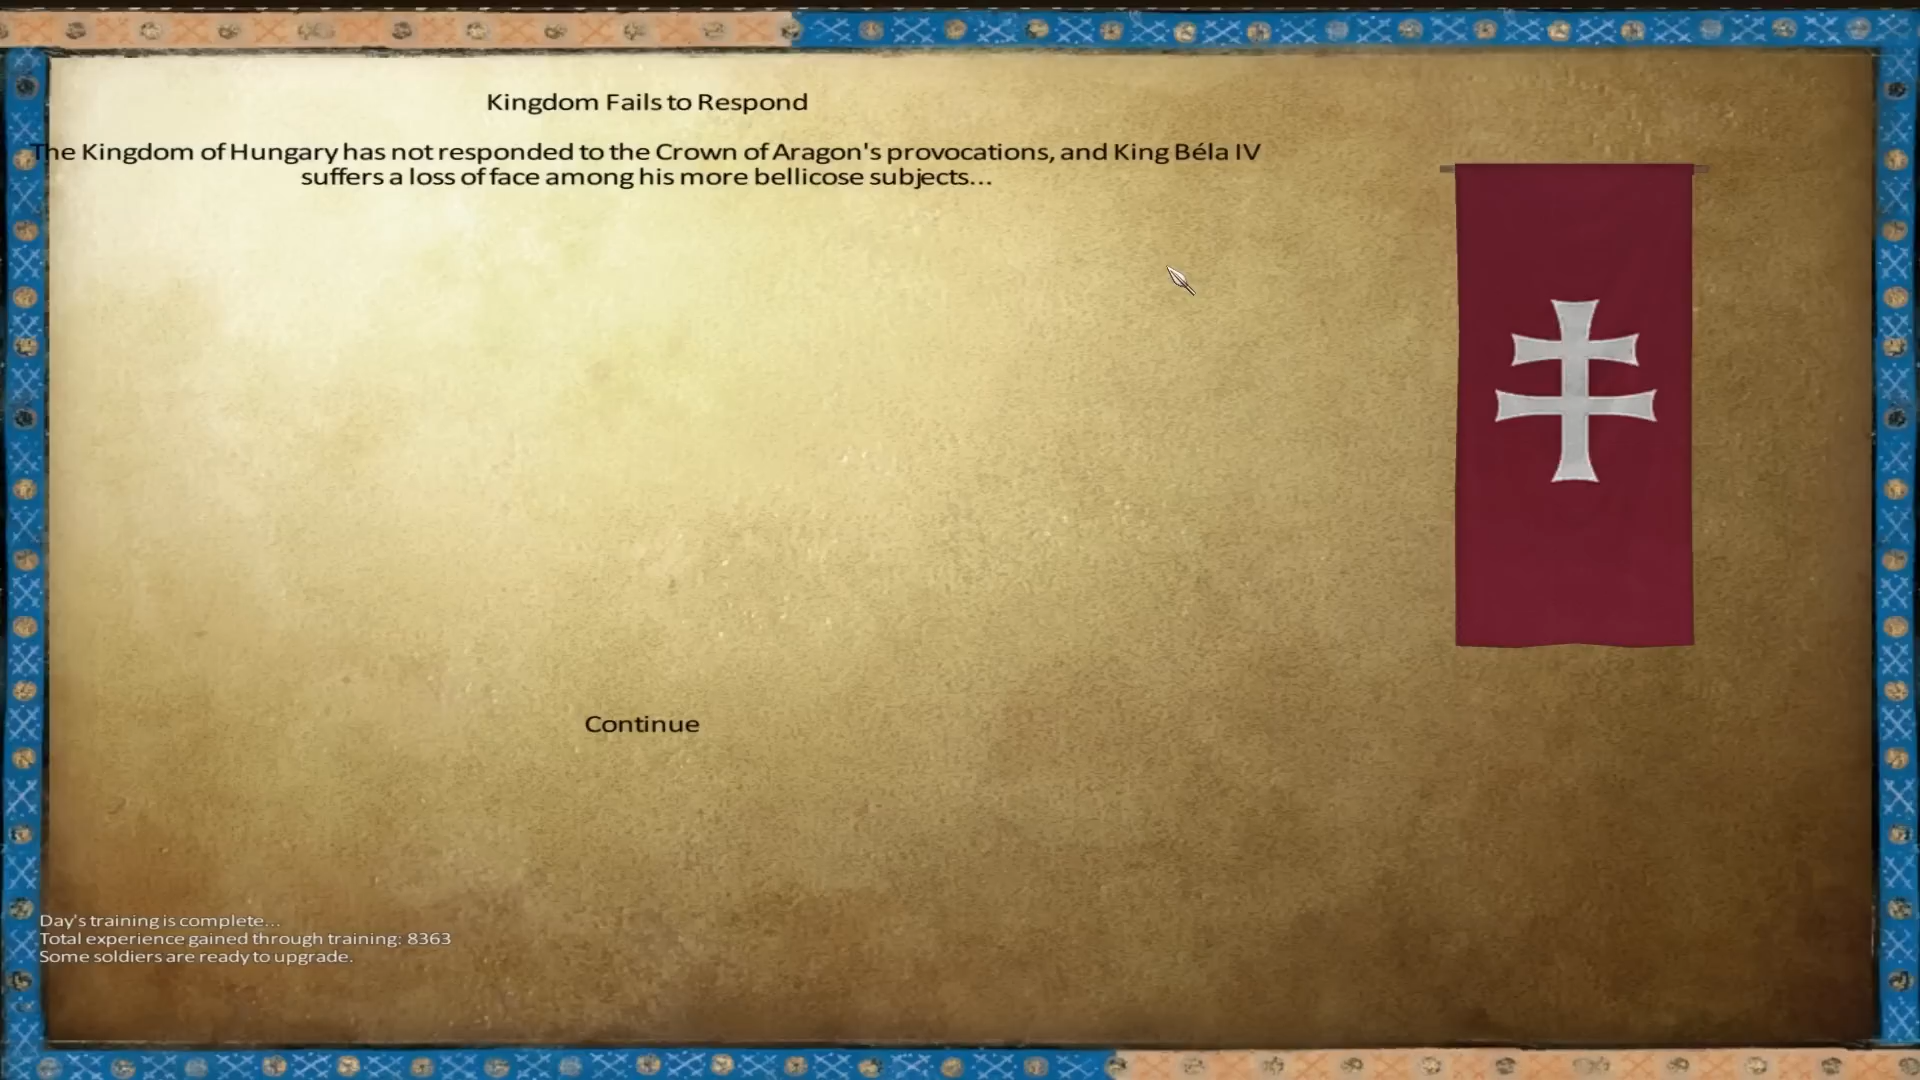 Kingdom Fails to Respond
The Kingdom of Hungary has not responded to the Crown of Aragon's provocations, and King Béla IV
suffers a loss of face among his more bellicose subjects...
Continue
Day's training is complete...
Total experience gained through training: 8363
Some soldiers are ready to upgrade.